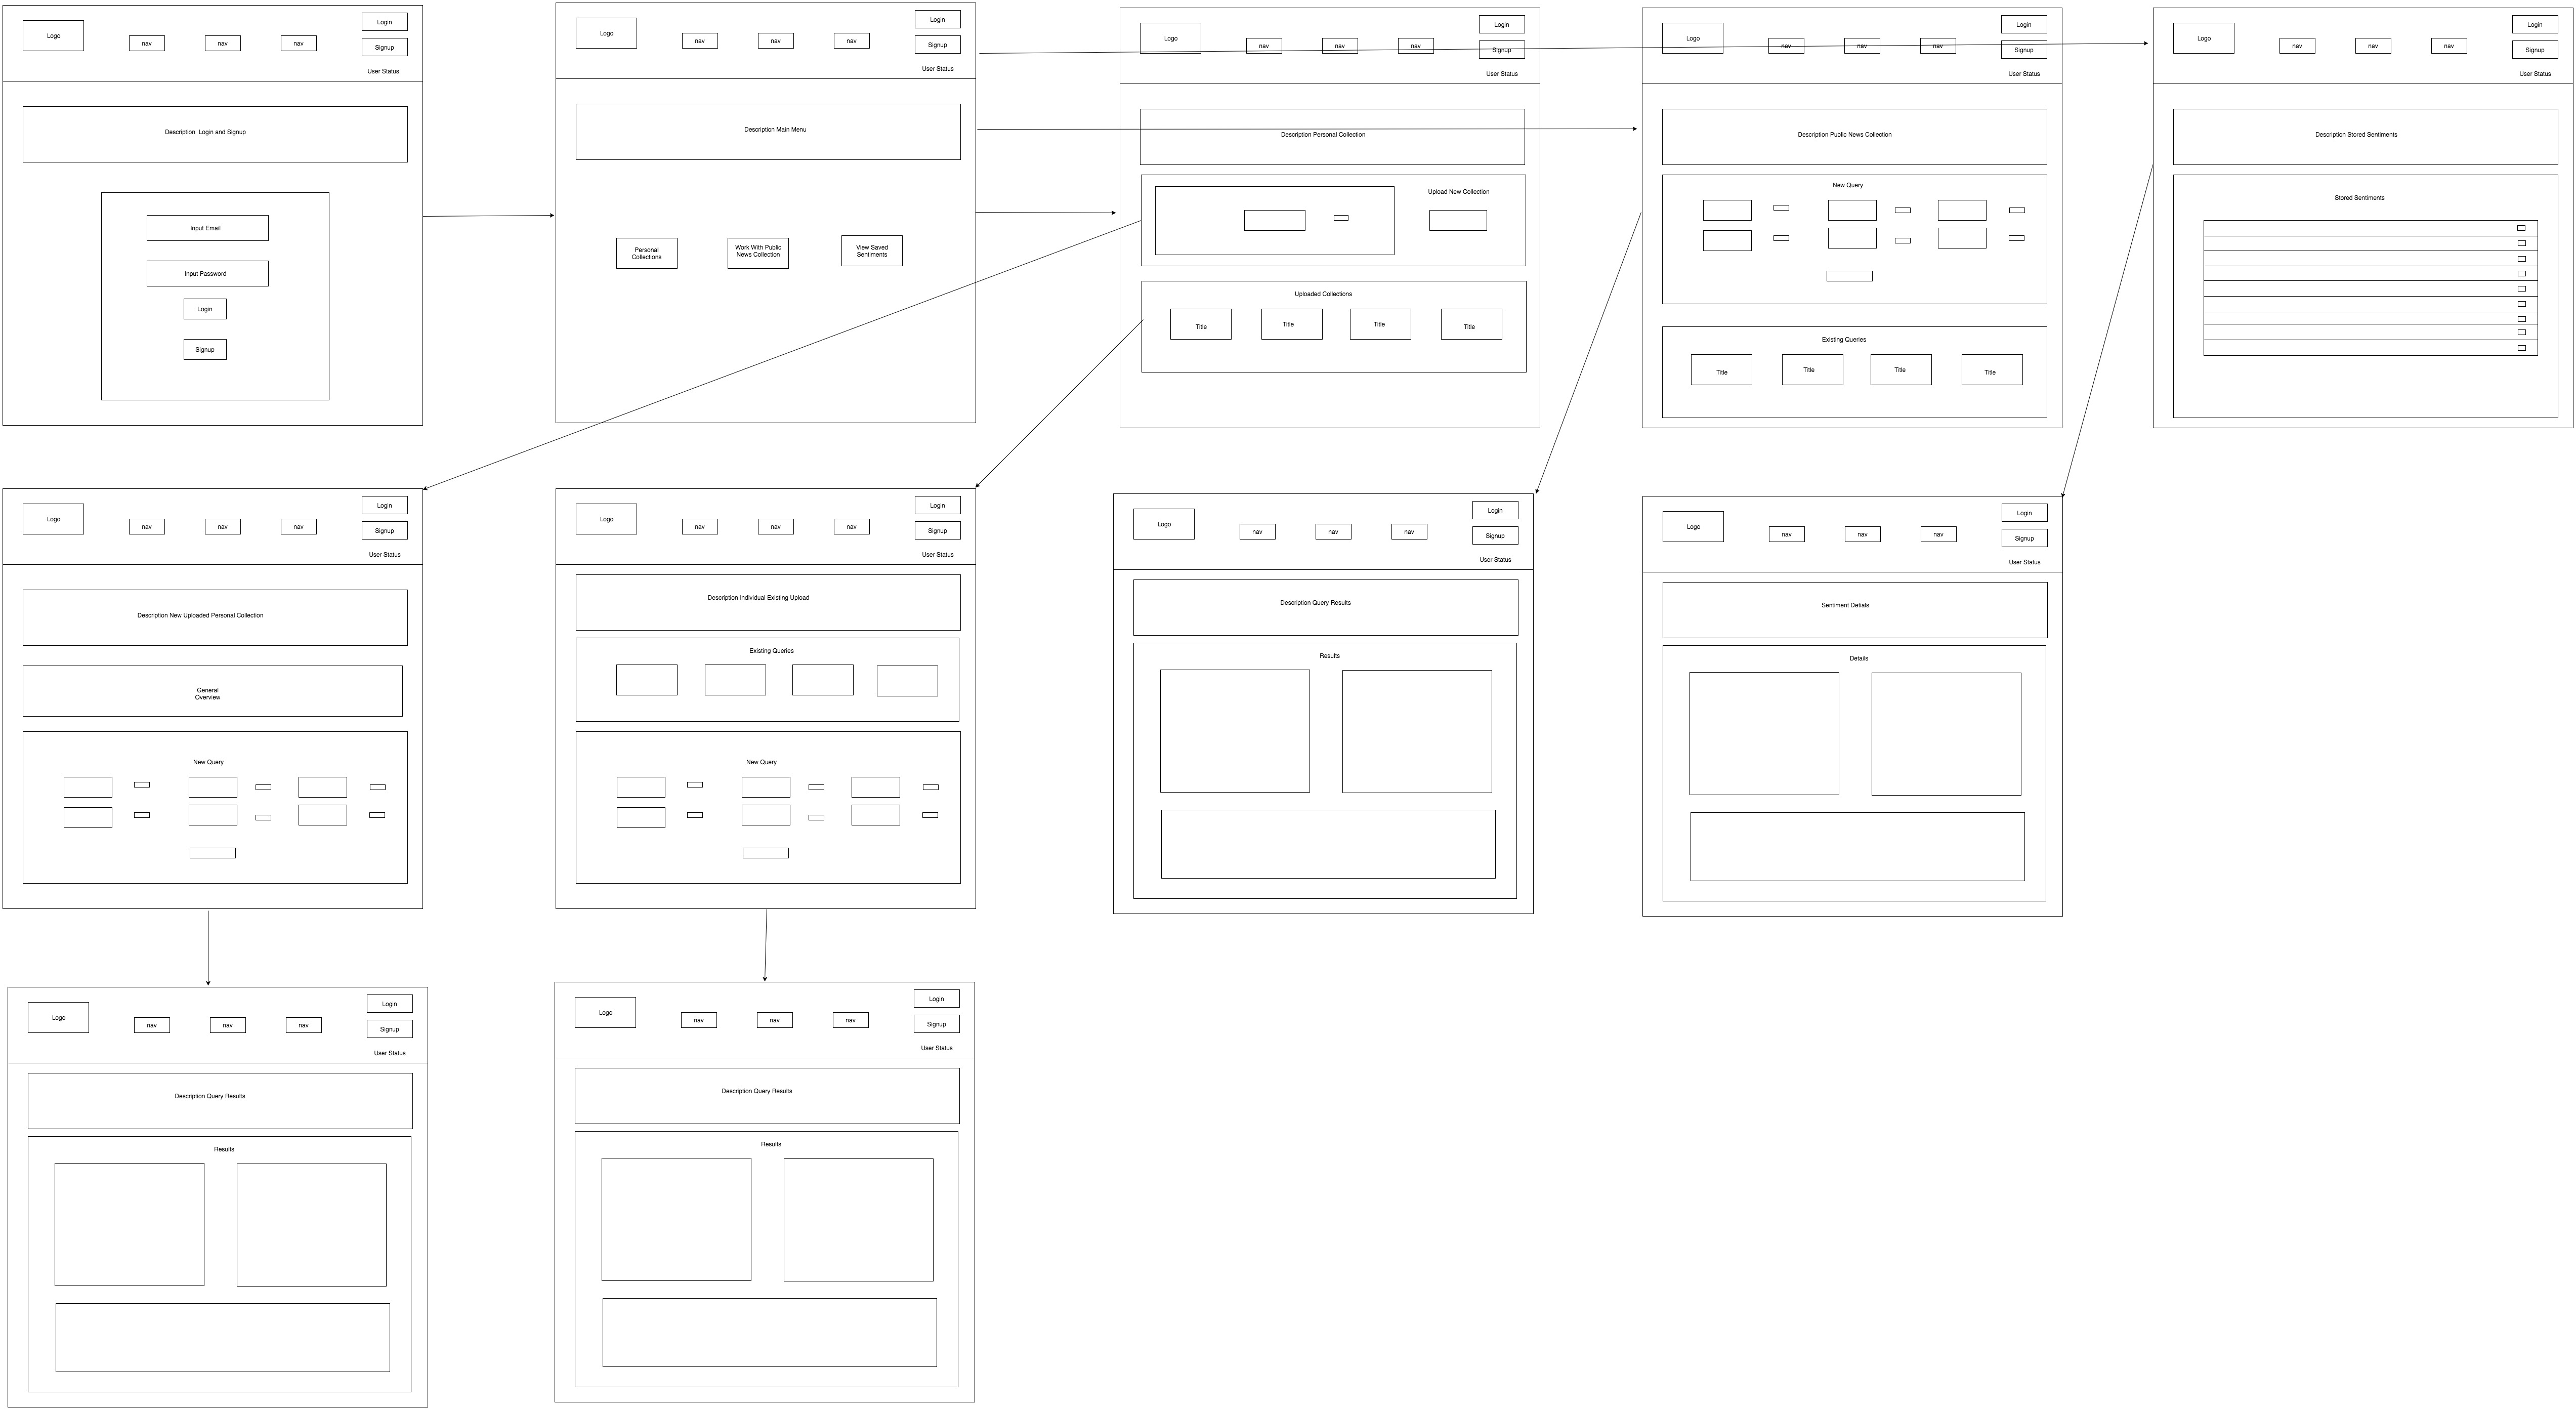 Logo
nav
nav
nav
Login
Signup
User Status
Description  Login and Signup
Input Email
Input Password
Login
Signup
Logo
nav
nav
nav
Login
Signup
User Status
Description Main Menu
Personal
Collections
Work With Public
News Collection
View Saved
Sentiments
Logo
nav
nav
nav
Login
Signup
User Status
Description Personal Collection
Upload New Collection
Uploaded Collections
Title
Title
Title
Title
Logo
nav
nav
nav
Login
Signup
User Status
Description Public News Collection
New Query
Existing Queries
Title
Title
Title
Title
Logo
nav
nav
nav
Login
Signup
User Status
Description Stored Sentiments
Stored Sentiments
Logo
nav
nav
nav
Login
Signup
User Status
Description New Uploaded Personal Collection
General
Overview
New Query
Logo
nav
nav
nav
Login
Signup
User Status
Description Individual Existing Upload
Existing Queries
New Query
Logo
nav
nav
nav
Login
Signup
User Status
Description Query Results
Results
Logo
nav
nav
nav
Login
Signup
User Status
Sentiment Detials
Details
Logo
nav
nav
nav
Login
Signup
User Status
Description Query Results
Results
Logo
nav
nav
nav
Login
Signup
User Status
Description Query Results
Results